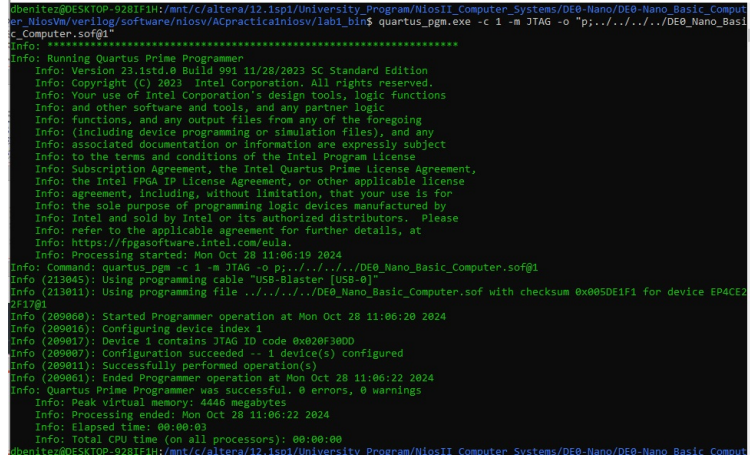 dbenitez@DESKTOP-928IF1H:/mnt/c/altera/12.1sp1/University_Program/NiosII_Computer_Systems/DE0-Nano/DE0-Nano_Basic_Comput
er_NiosVm/verilog/software/niosv/ACpractica1niosv/lab1_bin$ quartus_pgm.exe -c 1 -m JTAG -o "p;../../../../DE0_Nano_Basi
c_Computer.sof@1"
Info: *******************************************************************
Info: Running Quartus Prime Programmer
Info: Version 23.1std.0 Build 991 11/28/2023 SC Standard Edition
Info: Copyright (C) 2023  Intel Corporation. All rights reserved.
Info: Your use of Intel Corporation's design tools, logic functions
Info: and other software and tools, and any partner logic
Info: functions, and any output files from any of the foregoing
Info: (including device programming or simulation files), and any
Info: associated documentation or information are expressly subject
Info: to the terms and conditions of the Intel Program License
Info: Subscription Agreement, the Intel Quartus Prime License Agreement,
Info: the Intel FPGA IP License Agreement, or other applicable license
Info: agreement, including, without limitation, that your use is for
Info: the sole purpose of programming logic devices manufactured by
Info: Intel and sold by Intel or its authorized distributors.  Please
Info: refer to the applicable agreement for further details, at
Info: https://fpgasoftware.intel.com/eula.
Info: Processing started: Mon Oct 28 11:06:19 2024
Info: Command: quartus_pgm -c 1 -m JTAG -o p;../../../../DE0_Nano_Basic_Computer.sof@1
Info (213045): Using programming cable "USB-Blaster [USB-0]"
Info (213011): Using programming file ../../../../DE0_Nano_Basic_Computer.sof with checksum 0x005DE1F1 for device EP4CE2
2F17@1
Info (209060): Started Programmer operation at Mon Oct 28 11:06:20 2024
Info (209016): Configuring device index 1
Info (209017): Device 1 contains JTAG ID code 0x020F30DD
Info (209007): Configuration succeeded -- 1 device(s) configured
Info (209011): Successfully performed operation(s)
Info (209061): Ended Programmer operation at Mon Oct 28 11:06:22 2024
Info: Quartus Prime Programmer was successful. 0 errors, 0 warnings
Info: Peak virtual memory: 4446 megabytes
Info: Processing ended: Mon Oct 28 11:06:22 2024
Info: Elapsed time: 00:00:03
Info: Total CPU time (on all processors): 00:00:00
dbenitez@DESKTOP-928IF1H:/mnt/c/altera/12.1sp1/University_Program/NiosII_Computer_Systems/DE0-Nano/DE0-Nano_Basic_Comput